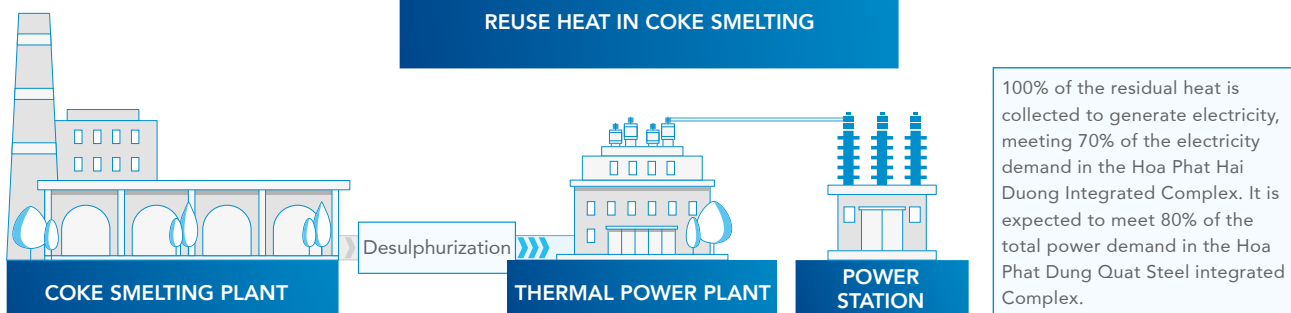 REUSE HEAT IN COKE SMELTING
COKE SMELTING PLANT
Desulphurization
THERMAL POWER PLANT
POWER
STATION
100% of the residual heat is
collected to generate electricity,
meeting 70% of the electricity
demand in the Hoa Phat Hai
Duong Integrated Complex. It is
expected to meet 80% of the
total power demand in the Hoa
Phat Dung Quat Steel integrated
Complex.